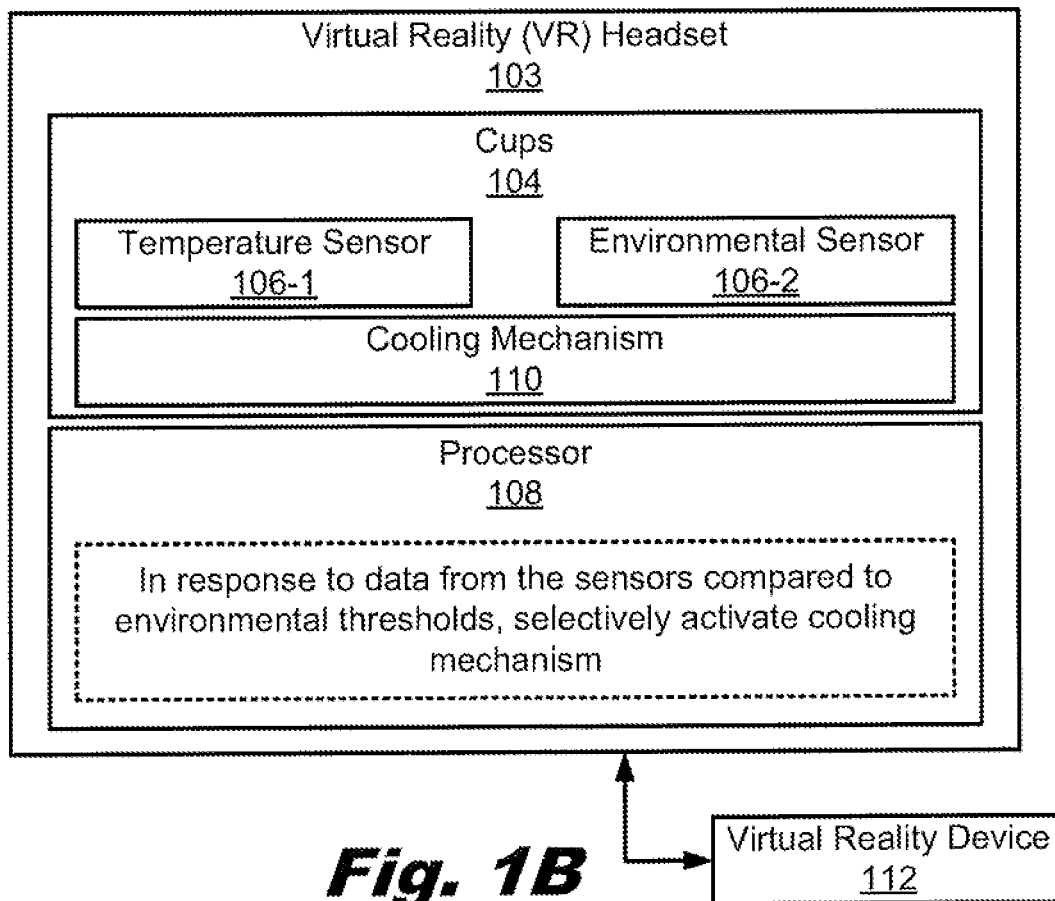 Virtual Reality (VR) Headset
103
Cups
104
Temperature Sensor
106-1
Environmental Sensor
106-2
Cooling Mechanism
110
Processor
108
In response to data from the sensors compared to
environmental thresholds, selectively activate cooling
mechanism
Virtual Reality Device
112
Fig. 1B